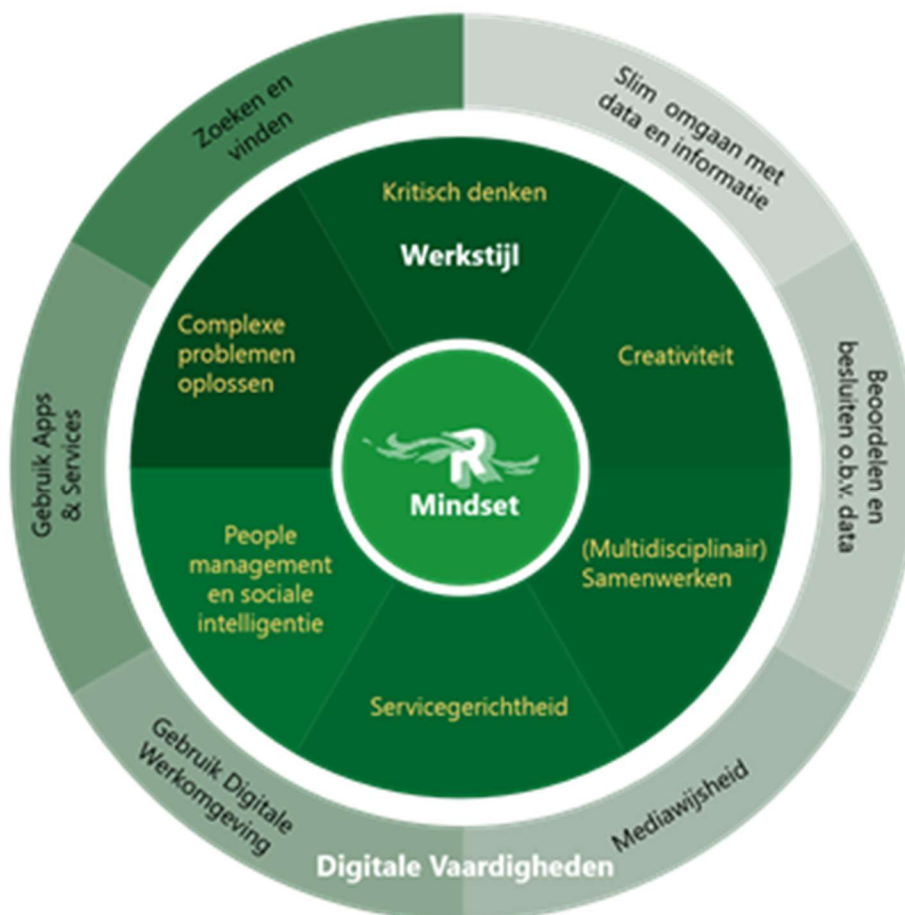 Zoeken en
vinden
Slim omgaan met
data en informatie
Kritisch denken
Werkstijl
Complexe
problemen
oplossen
Creativiteit
Gebruik Apps
& Services
Beoordelen en
besluiten o.b.v. data
R
Mindset
People
management
en sociale
intelligentie
(Multidisciplinair)
Samenwerken
Servicegerichtheid
Gebruik Digitale
Werkomgeving
Mediawijsheid
Digitale Vaardigheden